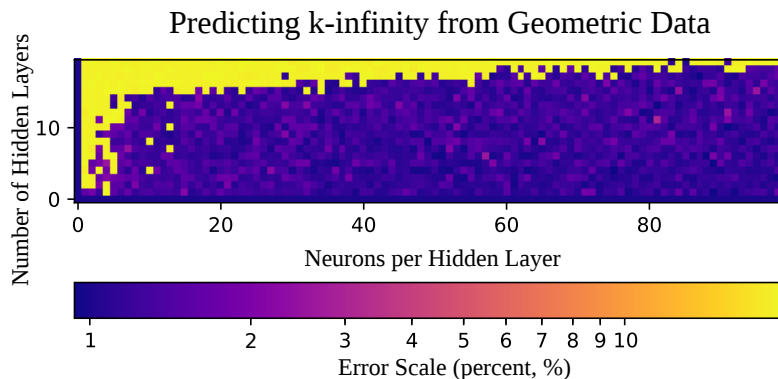 Predicting k-infinity from Geometric Data
Number of Hidden Layers
10
0
0 20 40 60 80
Neurons per Hidden Layer
1 2 3 4 5 6 7 8 9 10
Error Scale (percent, %)